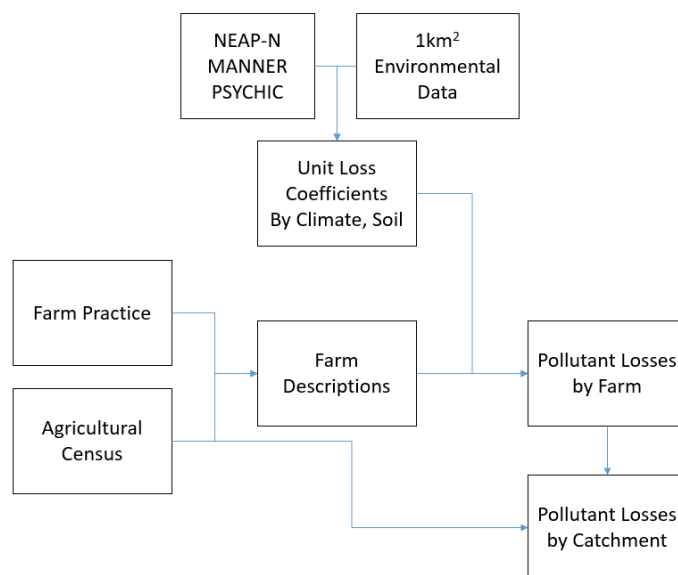 NEAP-N
MANNER
PSYCHIC
1km²
Environmental
Data
Unit Loss
Coefficients
By Climate, Soil
Farm Practice
Farm
Descriptions
Pollutant Losses
by Farm
Agricultural
Census
Pollutant Losses
by Catchment